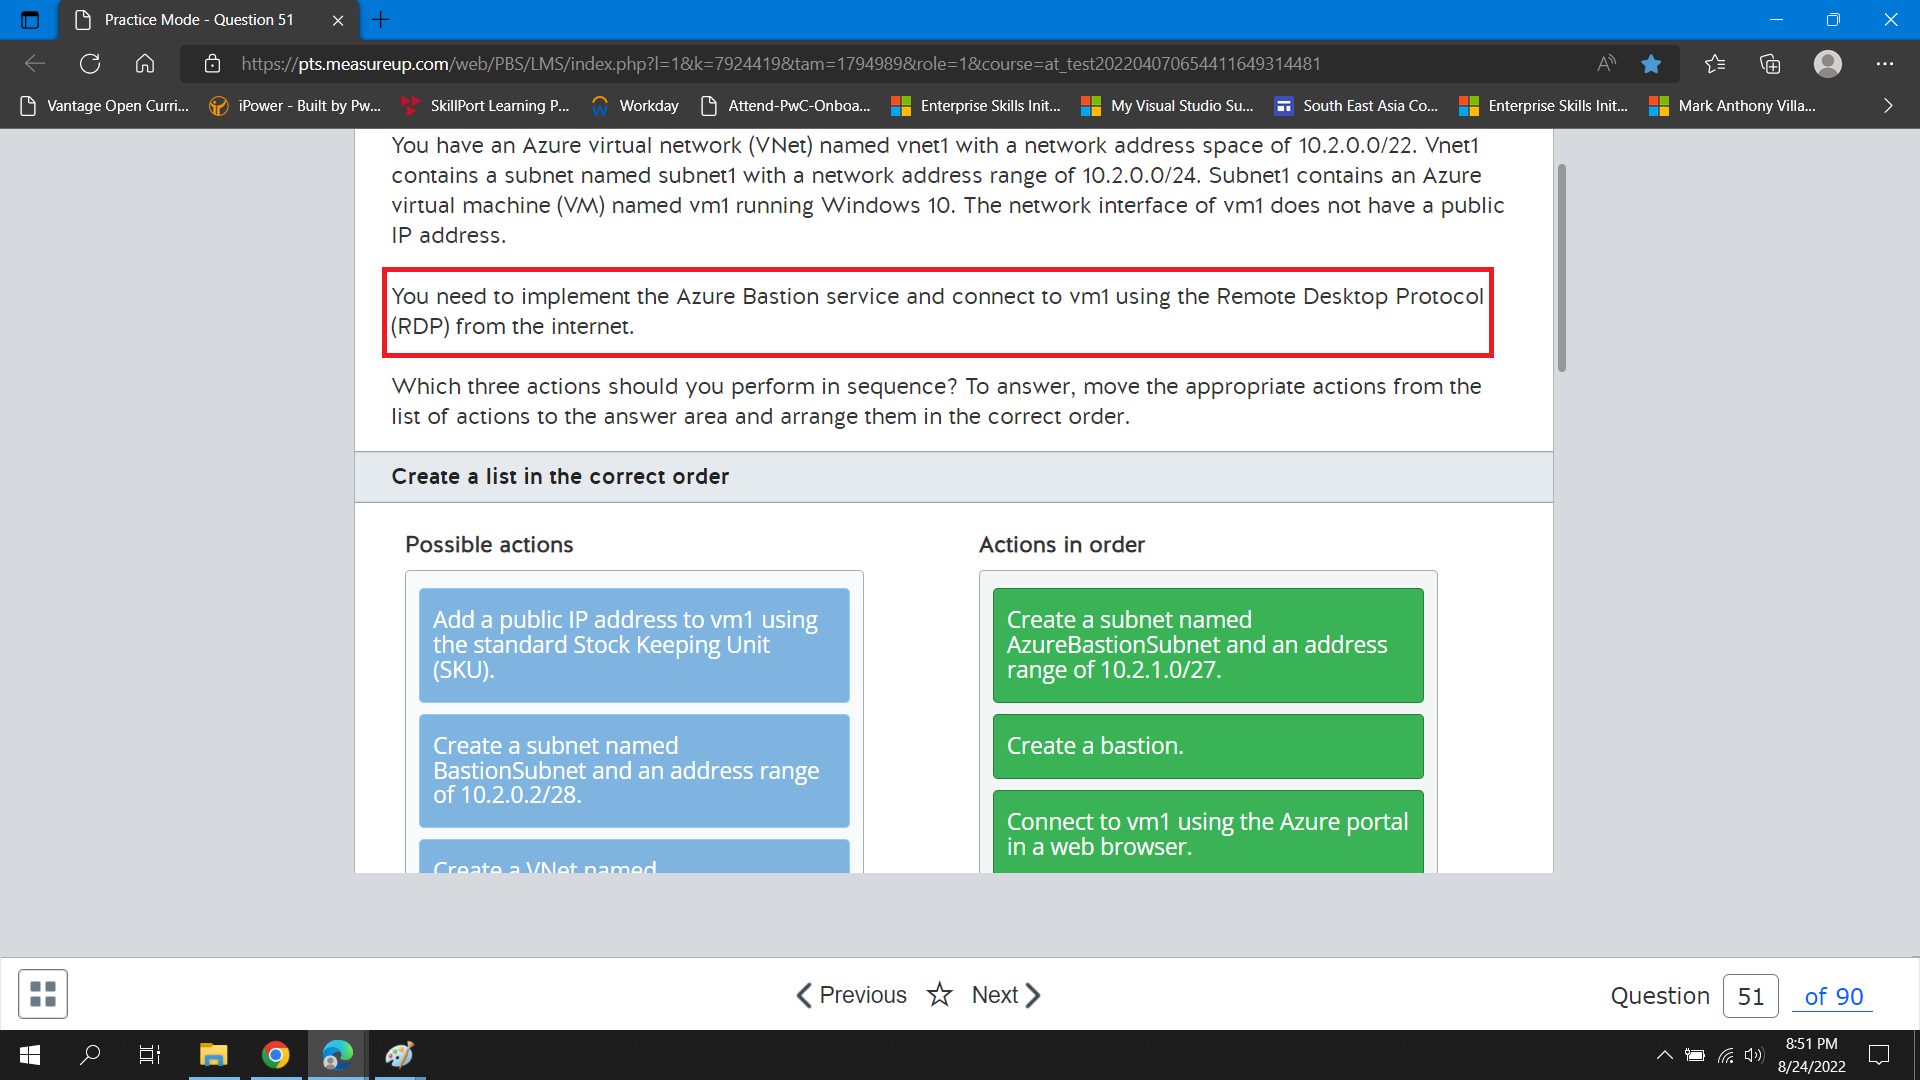 Practice Mode - Question 51
https://pts.measureup.com/web/PBS/LMS/index.php?l=1&k=7924419&tam=1794989&role=1&course=at_test202204070654411649314481
Vantage Open Curri... iPower - Built by Pw... SkillPort Learning P... Workday Attend-PwC-Onboa... Enterprise Skills Init... My Visual Studio Su... South East Asia Co... Enterprise Skills Init... Mark Anthony Villa...
You have an Azure virtual network (VNet) named vnet1 with a network address space of 10.2.0.0/22. Vnet1
contains a subnet named subnet1 with a network address range of 10.2.0.0/24. Subnet1 contains an Azure
virtual machine (VM) named vm1 running Windows 10. The network interface of vm1 does not have a public
IP address.
You need to implement the Azure Bastion service and connect to vm1 using the Remote Desktop Protocol
(RDP) from the internet.
Which three actions should you perform in sequence? To answer, move the appropriate actions from the
list of actions to the answer area and arrange them in the correct order.
Create a list in the correct order
Possible actions
Add a public IP address to vm1 using
the standard Stock Keeping Unit
(SKU).
Create a subnet named
BastionSubnet and an address range
of 10.2.0.2/28.
Create a VNet named
Actions in order
Create a subnet named
AzureBastionSubnet and an address
range of 10.2.1.0/27.
Create a bastion.
Connect to vm1 using the Azure portal
in a web browser.
Previous Next
Question 51 of 90
8:51 PM
8/24/2022